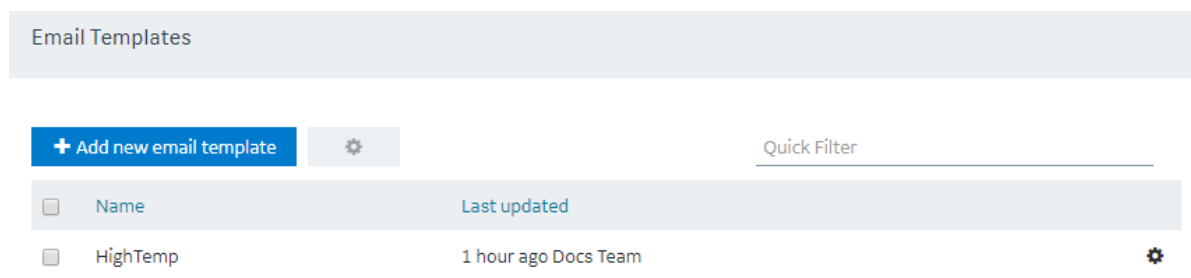 Email Templates
Add new email template Quick Filter
Name Last updated
HighTemp 1 hour ago Docs Team